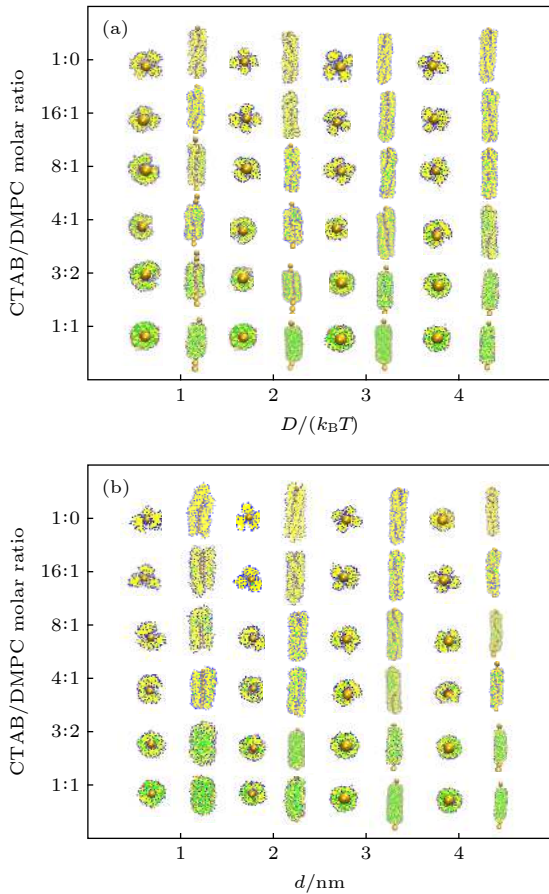 (a)
CTAB/DMPC molar ratio
1:0
16:1
8:1
4:1
3:2
1:1
1 2 3 4
D/(k_BT)
(b)
CTAB/DMPC molar ratio
1:0
16:1
8:1
4:1
3:2
1:1
1 2 3 4
d/nm